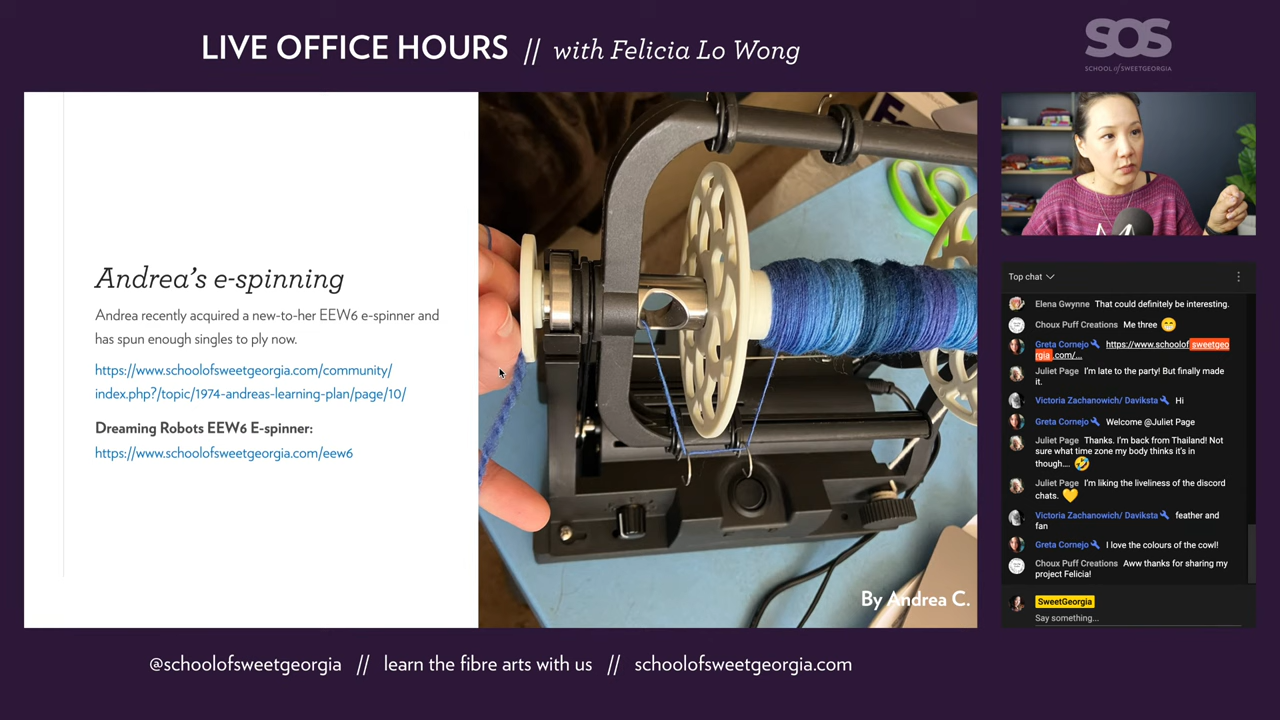 LIVE OFFICE HOURS // with Felicia Lo Wong
SOS
SCHOOL of SWEETGEORGIA
Andrea's e-spinning
Andrea recently acquired a new-to-her EEW6 e-spinner and
has spun enough singles to ply now.
https://www.schoolofsweetgeorgia.com/community/
index.php?/topic/1974-andreas-learning-plan/page/10/
Dreaming Robots EEW6 E-spinner:
https://www.schoolofsweetgeorgia.com/eew6
By Andrea C.
Top chat
Elena Gwynne That could definitely be interesting.
Choux Puff Creations Me three 😁
Greta Cornejo https://www.schoolof sweetgeo
rgia .com/...
Juliet Page I'm late to the party! But finally made
it.
Victoria Zachanowich/ Daviksta Hi
Greta Cornejo Welcome @Juliet Page
Juliet Page Thanks. I'm back from Thailand! Not
sure what time zone my body thinks it's in
though.... 🤣
Juliet Page I'm liking the liveliness of the discord
chats. 💛
Victoria Zachanowich/ Daviksta feather and
fan
Greta Cornejo I love the colours of the cowl!
Choux Puff Creations Aww thanks for sharing my
project Felicia!
SweetGeorgia
Say something...
@schoolofsweetgeorgia // learn the fibre arts with us // schoolofsweetgeorgia.com